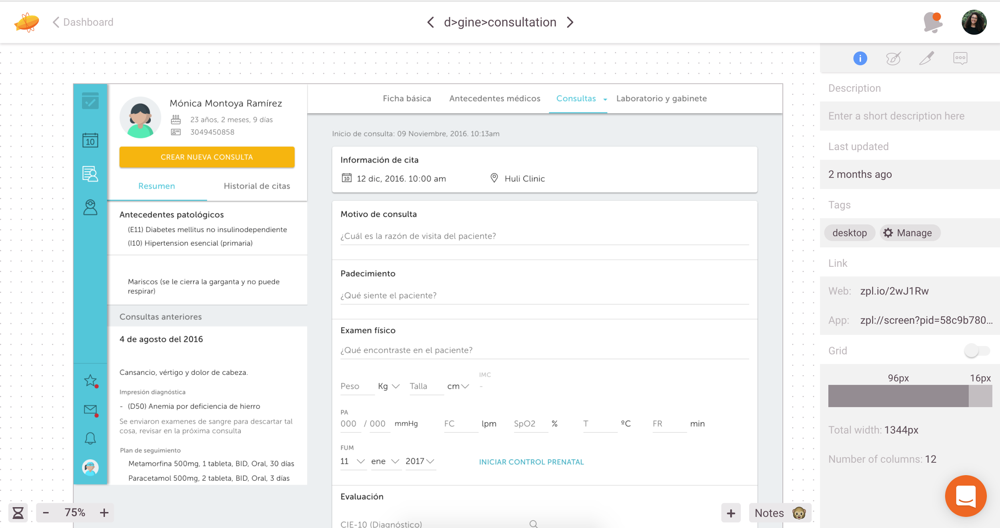 Dashboard
d>gine>consultation
Mónica Montoya Ramírez
23 años, 2 meses, 9 días
3049450858
CREAR NUEVA CONSULTA
Resumen
Historial de citas
10
Antecedentes patológicos
(E11) Diabetes mellitus no insulinodependiente
(I10) Hipertension esencial (primaria)
Mariscos (se le cierra la garganta y no puede
respirar)
Consultas anteriores
4 de agosto del 2016
Cansancio, vértigo y dolor de cabeza.
Impresión diagnóstica
- (D50) Anemia por deficiencia de hierro
Se enviaron examenes de sangre para descartar tal
cosa, revisar en la próxima consulta
Plan de seguimiento
Metamorfina 500mg, 1 tableta, BID, Oral, 30 días
Paracetamol 500mg, 2 tableta, BID, Oral, 3 días
Ficha básica
Antecedentes médicos
Consultas
Laboratorio y gabinete
Inicio de consulta: 09 Noviembre, 2016. 10:13am
Información de cita
10 12 dic, 2016. 10:00 am
Huli Clinic
Motivo de consulta
¿Cuál es la razón de visita del paciente?
Padecimiento
¿Qué siente el paciente?
Examen físico
¿Qué encontraste en el paciente?
IMC
Peso Kg Talla cm -
PA
000 / 000 mmHg FC lpm SpO2 % T ºC FR min
FUM
11 ene 2017 INICIAR CONTROL PRENATAL
Evaluación
CIE-10 (Diagnóstico)
- 75% +
+ Notes
i
Description
Enter a short description here
Last updated
2 months ago
Tags
desktop Manage
Link
Web: zpl.io/2wJ1Rw
App: zpl://screen?pid=58c9b780...
Grid
96px 16px
Total width: 1344px
Number of columns: 12